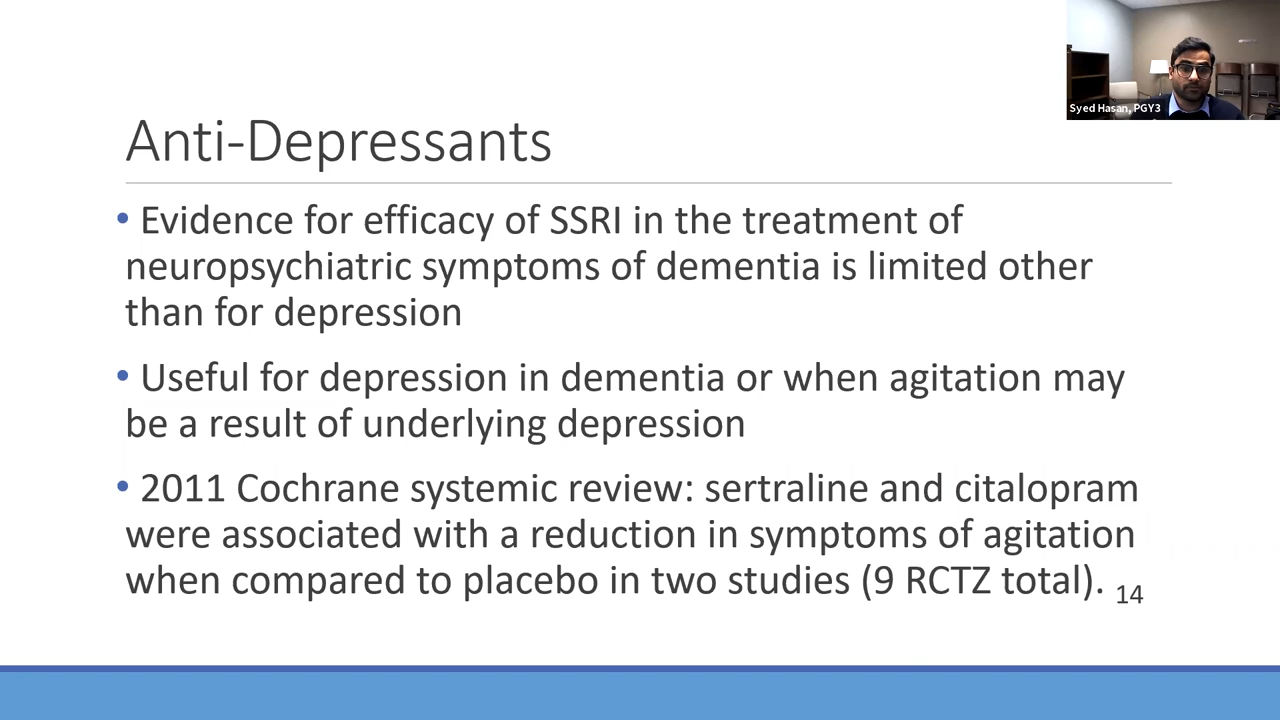 Syed Hasan, PGY3
Anti-Depressants
• Evidence for efficacy of SSRI in the treatment of
neuropsychiatric symptoms of dementia is limited other
than for depression
• Useful for depression in dementia or when agitation may
be a result of underlying depression
• 2011 Cochrane systemic review: sertraline and citalopram
were associated with a reduction in symptoms of agitation
when compared to placebo in two studies (9 RCTZ total). 14